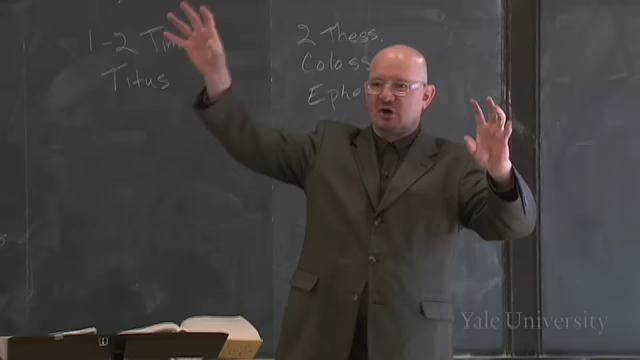 1-2 Tim
Titus
2 Thess.
Coloss
Ephe
Yale University